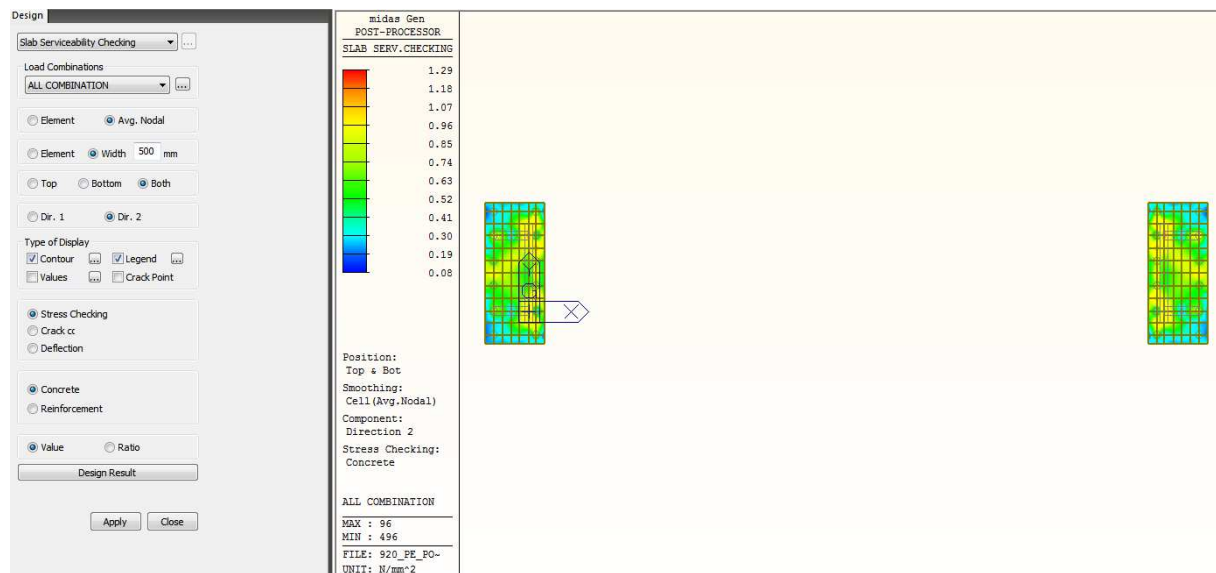 Design
Slab Serviceability Checking
...
Load Combinations
ALL COMBINATION
...
Element Avg. Nodal
Element Width 500 mm
Top Bottom Both
Dir. 1 Dir. 2
Type of Display
Contour ... Legend ...
Values ... Crack Point
Stress Checking
Crack cc
Deflection
Concrete
Reinforcement
Value Ratio
Design Result
Apply Close
midas Gen
POST-PROCESSOR
SLAB SERV.CHECKING
1.29
1.18
1.07
0.96
0.85
0.74
0.63
0.52
0.41
0.30
0.19
0.08
Position:
Top & Bot
Smoothing:
Cell(Avg.Nodal)
Component:
Direction 2
Stress Checking:
Concrete
ALL COMBINATION
MAX : 96
MIN : 496
FILE: 920_PE_PO~
UNIT: N/mm^2
Y
G
X